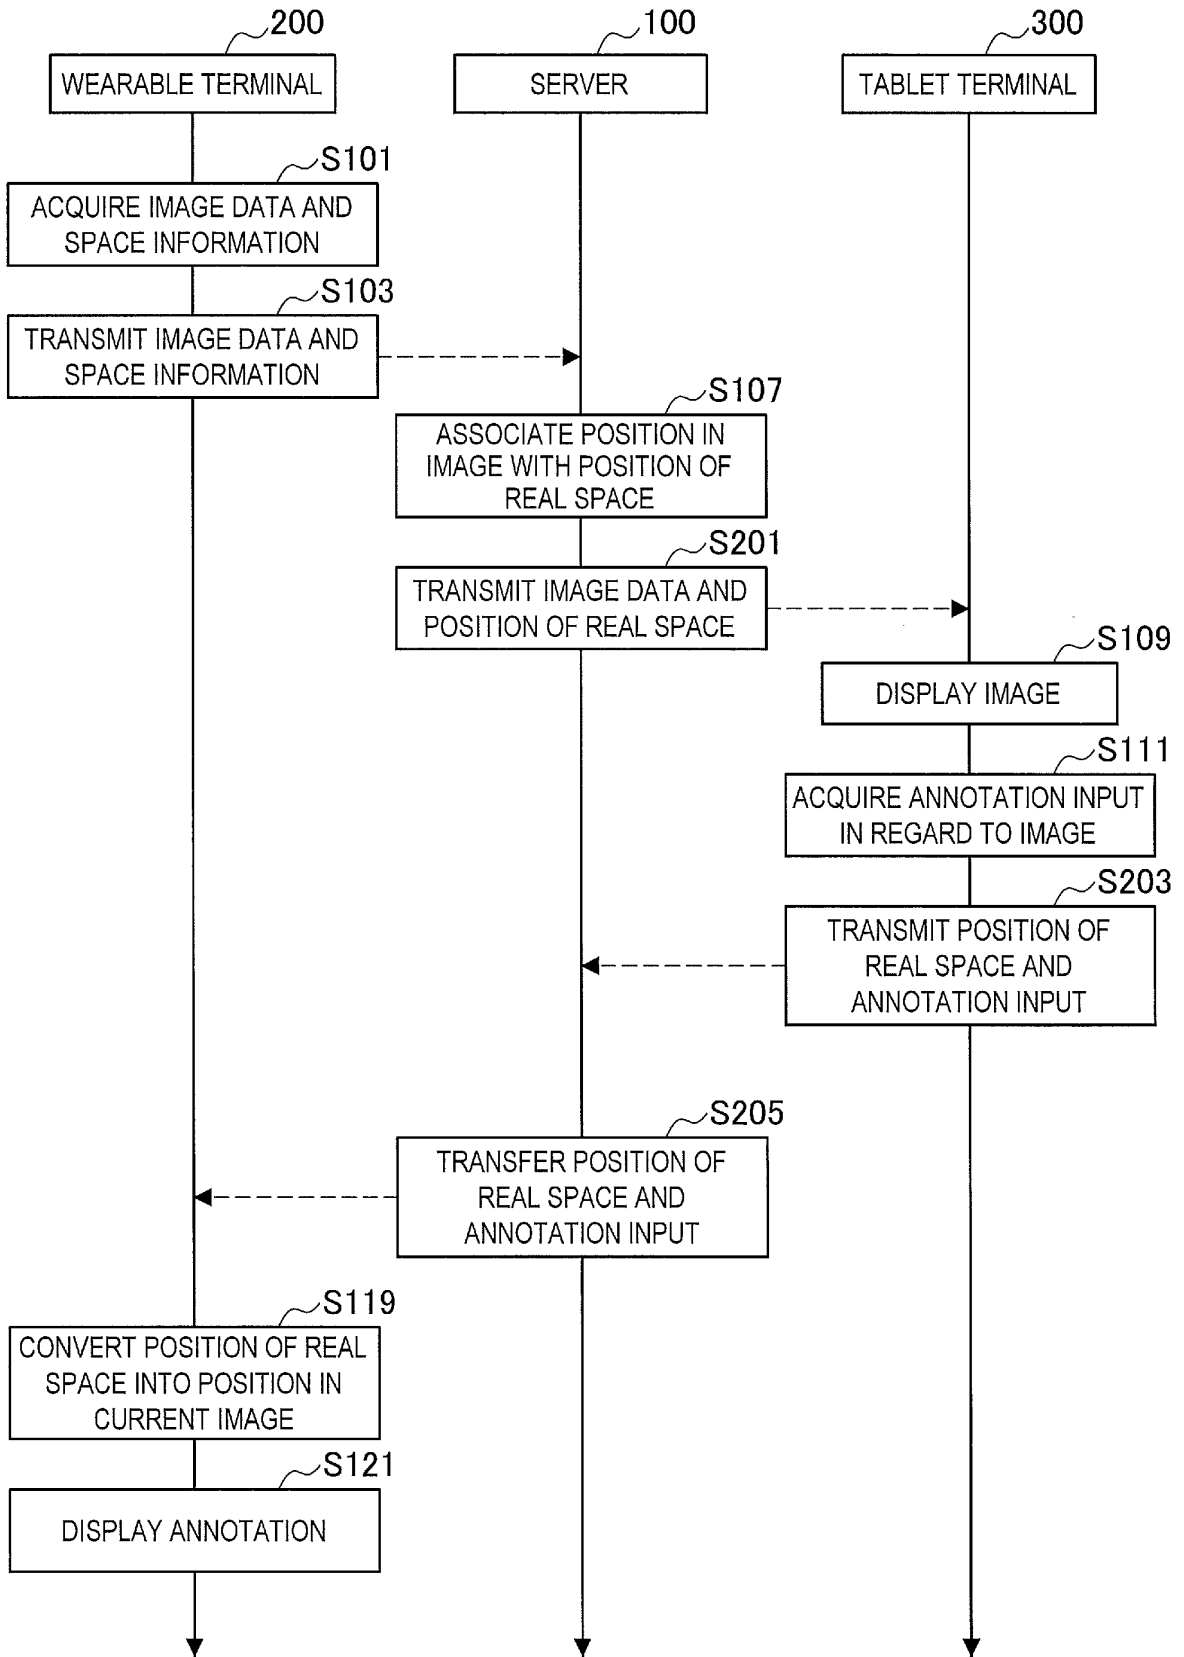 200
100
300
WEARABLE TERMINAL
SERVER
TABLET TERMINAL
S101
ACQUIRE IMAGE DATA AND
SPACE INFORMATION
S103
TRANSMIT IMAGE DATA AND
SPACE INFORMATION
S107
ASSOCIATE POSITION IN
IMAGE WITH POSITION OF
REAL SPACE
S201
TRANSMIT IMAGE DATA AND
POSITION OF REAL SPACE
S109
DISPLAY IMAGE
S111
ACQUIRE ANNOTATION INPUT
IN REGARD TO IMAGE
S203
TRANSMIT POSITION OF
REAL SPACE AND
ANNOTATION INPUT
S205
TRANSFER POSITION OF
REAL SPACE AND
ANNOTATION INPUT
S119
CONVERT POSITION OF REAL
SPACE INTO POSITION IN
CURRENT IMAGE
S121
DISPLAY ANNOTATION